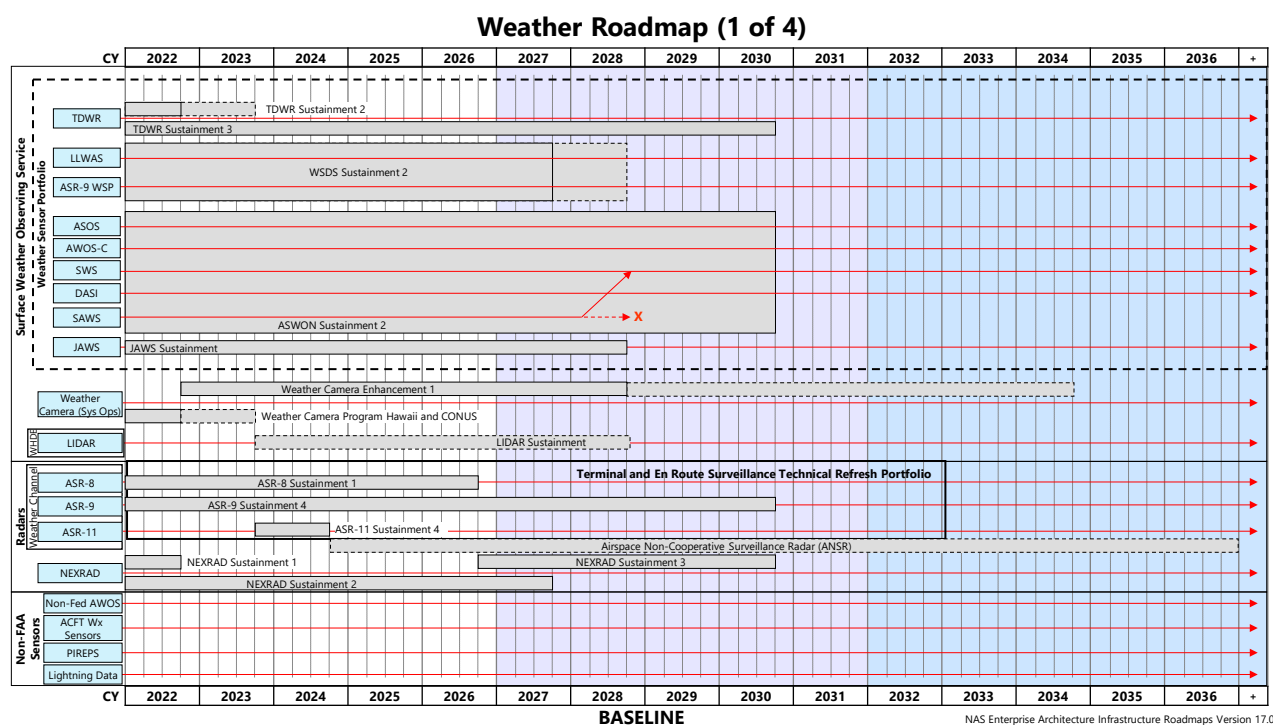 Weather Roadmap (1 of 4)
CY 2022 2023 2024 2025 2026 2027 2028 2029 2030 2031 2032 2033 2034 2035 2036 +
Surface Weather Observing Service
Weather Sensor Portfolio
TDWR
TDWR Sustainment 2
TDWR Sustainment 3
LLWAS
WSDS Sustainment 2
ASR-9 WSP
ASOS
AWOS-C
SWS
DASI
SAWS
X
ASWON Sustainment 2
JAWS
JAWS Sustainment
Weather Camera Enhancement 1
Weather
Camera (Sys Ops)
Weather Camera Program Hawaii and CONUS
WHDE
LIDAR
LIDAR Sustainment
Radars
Weather Channel
Terminal and En Route Surveillance Technical Refresh Portfolio
ASR-8
ASR-8 Sustainment 1
ASR-9
ASR-9 Sustainment 4
ASR-11
ASR-11 Sustainment 4
Airspace Non-Cooperative Surveillance Radar (ANSR)
NEXRAD
NEXRAD Sustainment 1
NEXRAD Sustainment 3
NEXRAD Sustainment 2
Non-FAA
Sensors
Non-Fed AWOS
ACFT Wx
Sensors
PIREPS
Lightning Data
CY 2022 2023 2024 2025 2026 2027 2028 2029 2030 2031 2032 2033 2034 2035 2036 +
BASELINE
NAS Enterprise Architecture Infrastructure Roadmaps Version 17.0